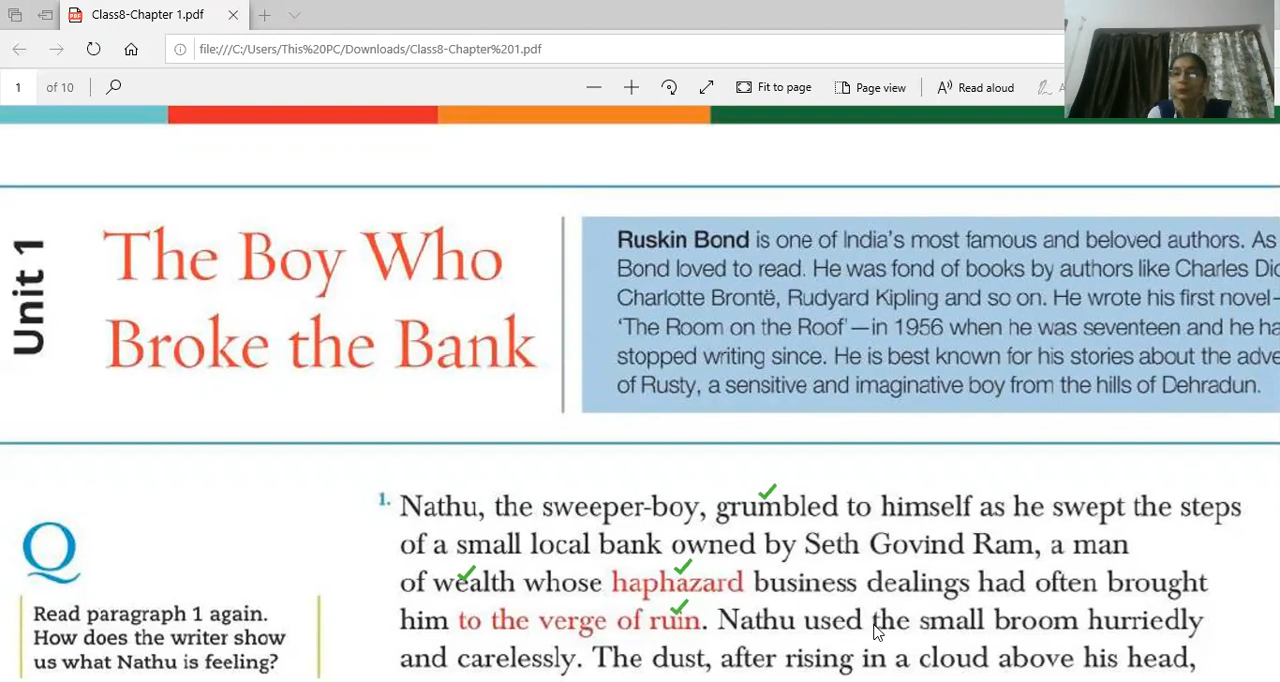 Class8-Chapter 1.pdf
file:///C:/Users/This%20PC/Downloads/Class8-Chapter%201.pdf
1 of 10 Fit to page Page view Read aloud
Unit 1
The Boy Who
Broke the Bank
Ruskin Bond is one of India's most famous and beloved authors. As
Bond loved to read. He was fond of books by authors like Charles
Charlotte Brontë, Rudyard Kipling and so on. He wrote his first novel–
'The Room on the Roof'—in 1956 when he was seventeen and he
stopped writing since. He is best known for his stories about the
of Rusty, a sensitive and imaginative boy from the hills of Dehradun.
1. Nathu, the sweeper-boy, grumbled to himself as he swept the steps
of a small local bank owned by Seth Govind Ram, a man
of wealth whose haphazard business dealings had often brought
him to the verge of ruin. Nathu used the small broom hurriedly
and carelessly. The dust, after rising in a cloud above his head,
Q
Read paragraph 1 again.
How does the writer show
us what Nathu is feeling?